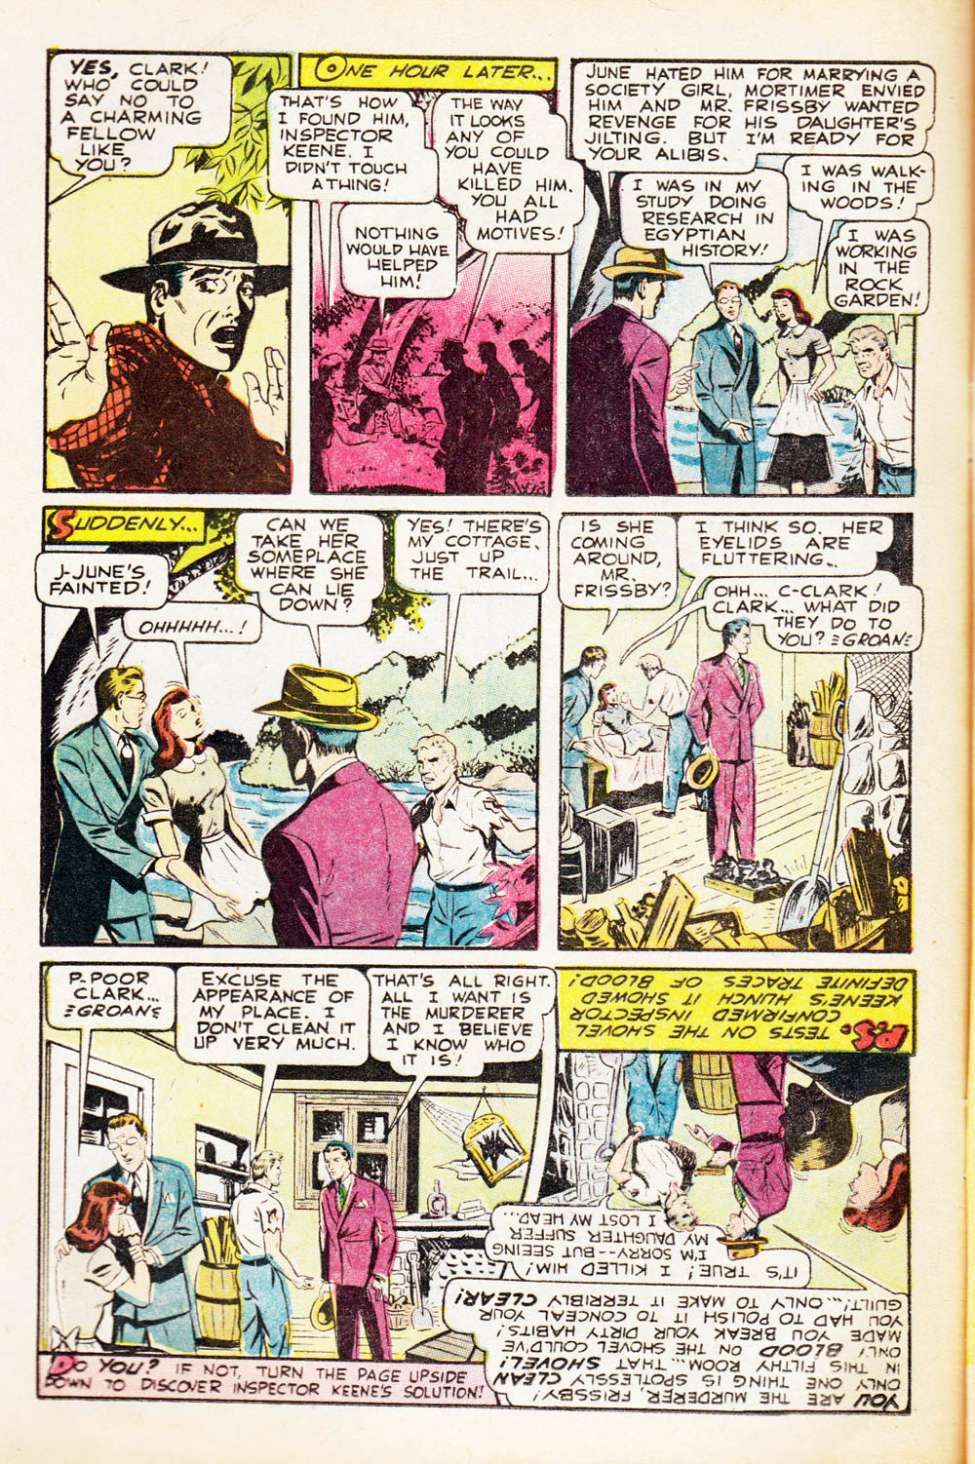 YES, CLARK!
WHO COULD
SAY NO TO
A CHARMING
FELLOW
LIKE
YOU?
ONE HOUR LATER...
THAT'S HOW
I FOUND HIM,
INSPECTOR
KEENE. I
DIDN'T TOUCH
A THING!
NOTHING
WOULD HAVE
HELPED
HIM!
THE WAY
IT LOOKS
ANY OF
YOU COULD
HAVE
KILLED HIM.
YOU ALL
HAD
MOTIVES!
JUNE HATED HIM FOR MARRYING A
SOCIETY GIRL, MORTIMER ENVIED
HIM AND MR. FRISSBY WANTED
REVENGE FOR HIS DAUGHTER'S
JILTING. BUT I'M READY FOR
YOUR ALIBIS.
I WAS IN MY
STUDY DOING
RESEARCH IN
EGYPTIAN
HISTORY!
I WAS WALK-
ING IN THE
WOODS!
I WAS
WORKING
IN THE
ROCK
GARDEN!
SUDDENLY...
J-JUNE'S
FAINTED!
OHHHHH...!
CAN WE
TAKE HER
SOMEPLACE
WHERE SHE
CAN LIE
DOWN?
YES! THERE'S
MY COTTAGE,
JUST UP
THE TRAIL...
IS SHE
COMING
AROUND,
MR.
FRISSBY?
I THINK SO. HER
EYELIDS ARE
FLUTTERING..
OHH... C-CLARK!
CLARK... WHAT DID
THEY DO TO
YOU? GROAN
P-POOR
CLARK...
GROAN
EXCUSE THE
APPEARANCE OF
MY PLACE. I
DON'T CLEAN IT
UP VERY MUCH.
THAT'S ALL RIGHT.
ALL I WANT IS
THE MURDERER
AND I BELIEVE
I KNOW WHO
IT IS!
DO YOU? IF NOT, TURN THE PAGE UPSIDE
DOWN TO DISCOVER INSPECTOR KEENE'S SOLUTION!
YOU ARE THE MURDERER, FRISSBY!
ONLY ONE THING IS SPOTLESSLY CLEAN
IN THIS FILTHY ROOM... THAT SHOVEL!
ONLY BLOOD ON THE SHOVEL COULD'VE
MADE YOU BREAK YOUR DIRTY HABITS!
YOU HAD TO POLISH IT TO CONCEAL YOUR
GUILT!...ONLY TO MAKE IT TERRIBLY CLEAR!
IT'S TRUE! I KILLED HIM!
I'M SORRY--BUT SEEING
MY DAUGHTER SUFFER
I LOST MY HEAD...
P.S. TESTS ON THE SHOVEL
CONFIRMED INSPECTOR
KEENE'S HUNCH IT SHOWED
DEFINITE TRACES OF BLOOD!